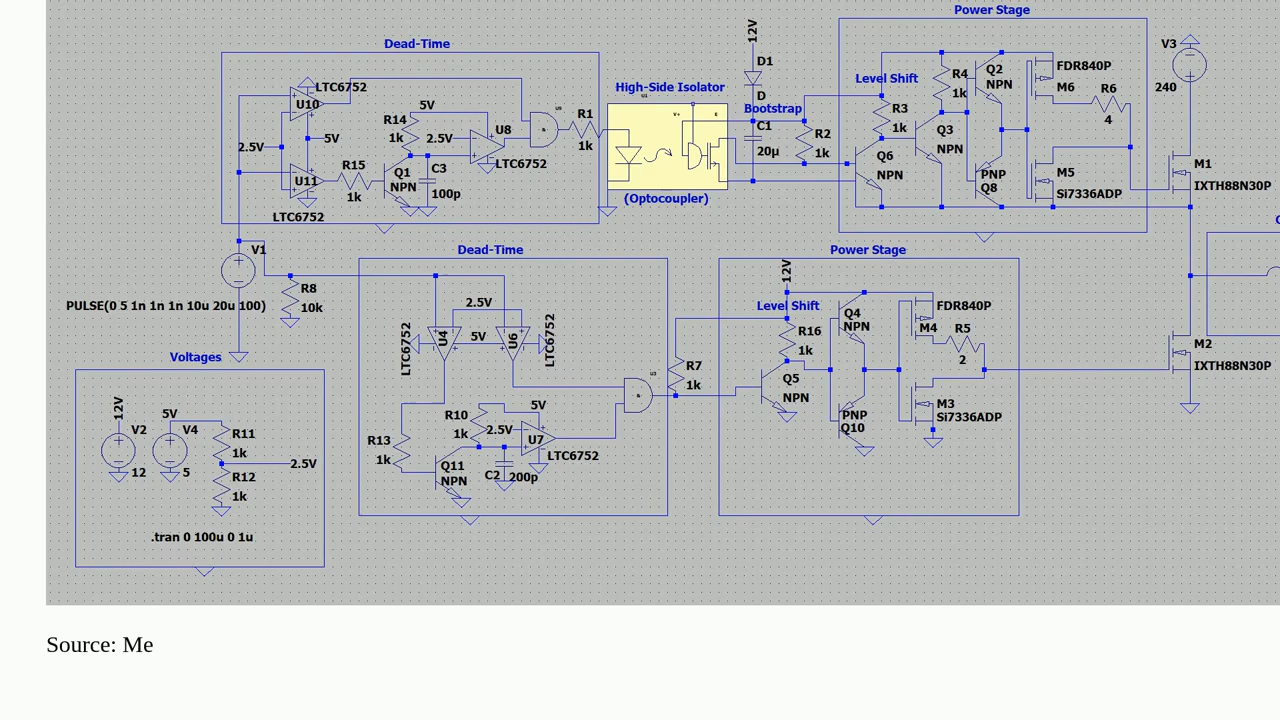 Power Stage
Dead-Time
12V
V3
240
D1
D
FDR840P
M6
LTC6752
U10
High-Side Isolator
Level Shift
R4
1k
Q2
NPN
R6
4
5V
R14
1k
2.5V
U8
LTC6752
R1
1k
Bootstrap
C1
20µ
R2
1k
R3
1k
Q3
NPN
5V
2.5V
R15
1k
U11
Q1
NPN
C3
100p
Q6
NPN
PNP
Q8
M5
Si7336ADP
M1
IXTH88N30P
LTC6752
(Optocoupler)
V1
PULSE(0 5 1n 1n 1n 10u 20u 100)
R8
10k
Dead-Time
Power Stage
12V
2.5V
5V
LTC6752
U4
U6
LTC6752
Level Shift
R16
1k
Q4
NPN
FDR840P
M4
R5
2
M2
IXTH88N30P
R7
1k
Q5
NPN
R10
1k
5V
2.5V
U7
LTC6752
R13
1k
Q11
NPN
C2
200p
PNP
Q10
M3
Si7336ADP
Voltages
12V
5V
V2
12
V4
5
R11
1k
2.5V
R12
1k
.tran 0 100u 0 1u
Source: Me